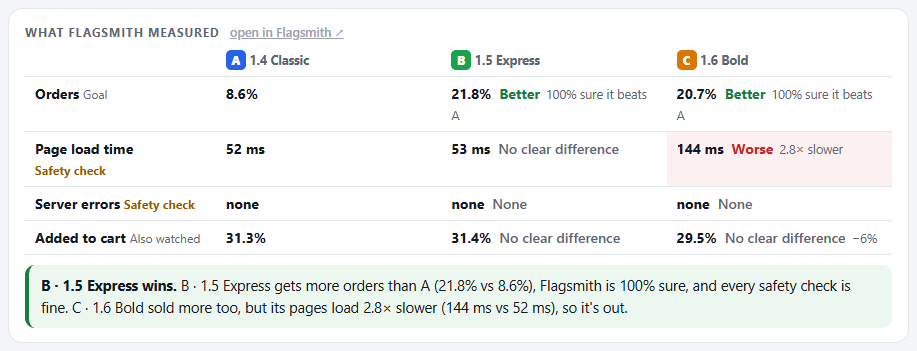 WHAT FLAGSMITH MEASURED open in Flagsmith ↗
A 1.4 Classic B 1.5 Express C 1.6 Bold
Orders Goal 8.6% 21.8% Better 100% sure it beats 20.7% Better 100% sure it beats
A A
Page load time 52 ms 53 ms No clear difference 144 ms Worse 2.8× slower
Safety check
Server errors Safety check none none None none None
Added to cart Also watched 31.3% 31.4% No clear difference 29.5% No clear difference −6%
B · 1.5 Express wins. B · 1.5 Express gets more orders than A (21.8% vs 8.6%), Flagsmith is 100% sure, and every safety check is
fine. C · 1.6 Bold sold more too, but its pages load 2.8× slower (144 ms vs 52 ms), so it's out.